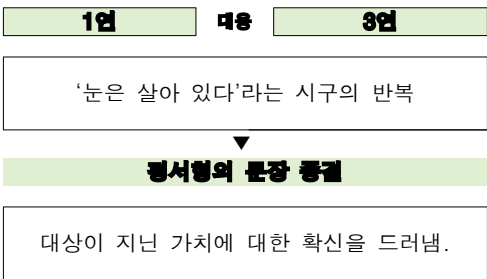 1연 대응 3연
‘눈은 살아 있다’라는 시구의 반복
▼
평서형의 문장 종결
대상이 지닌 가치에 대한 확신을 드러냄.